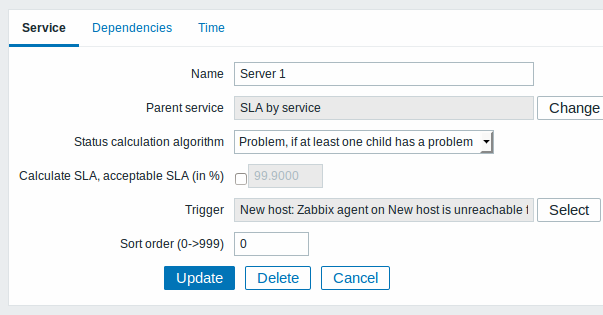 Service Dependencies Time
Name Server 1
Parent service SLA by service Change
Status calculation algorithm Problem, if at least one child has a problem
Calculate SLA, acceptable SLA (in %) 99.9000
Trigger New host: Zabbix agent on New host is unreachable f Select
Sort order (0->999) 0
Update Delete Cancel